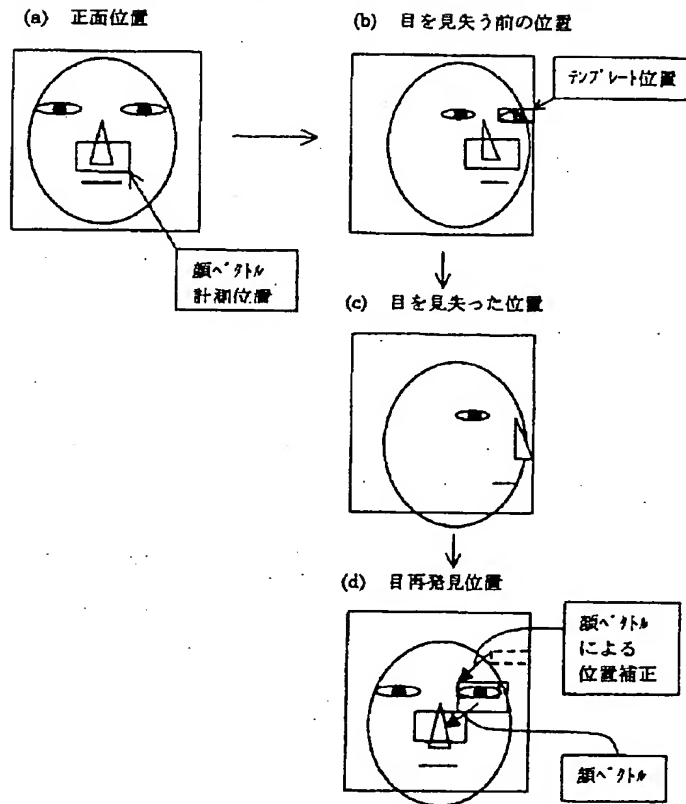 (a) 正面位置
(b) 目を見失う前の位置
テンプレート位置
顔ベクトル
計測位置
(c) 目を見失った位置
(d) 目再発見位置
顔ベクトル
による
位置補正
顔ベクトル